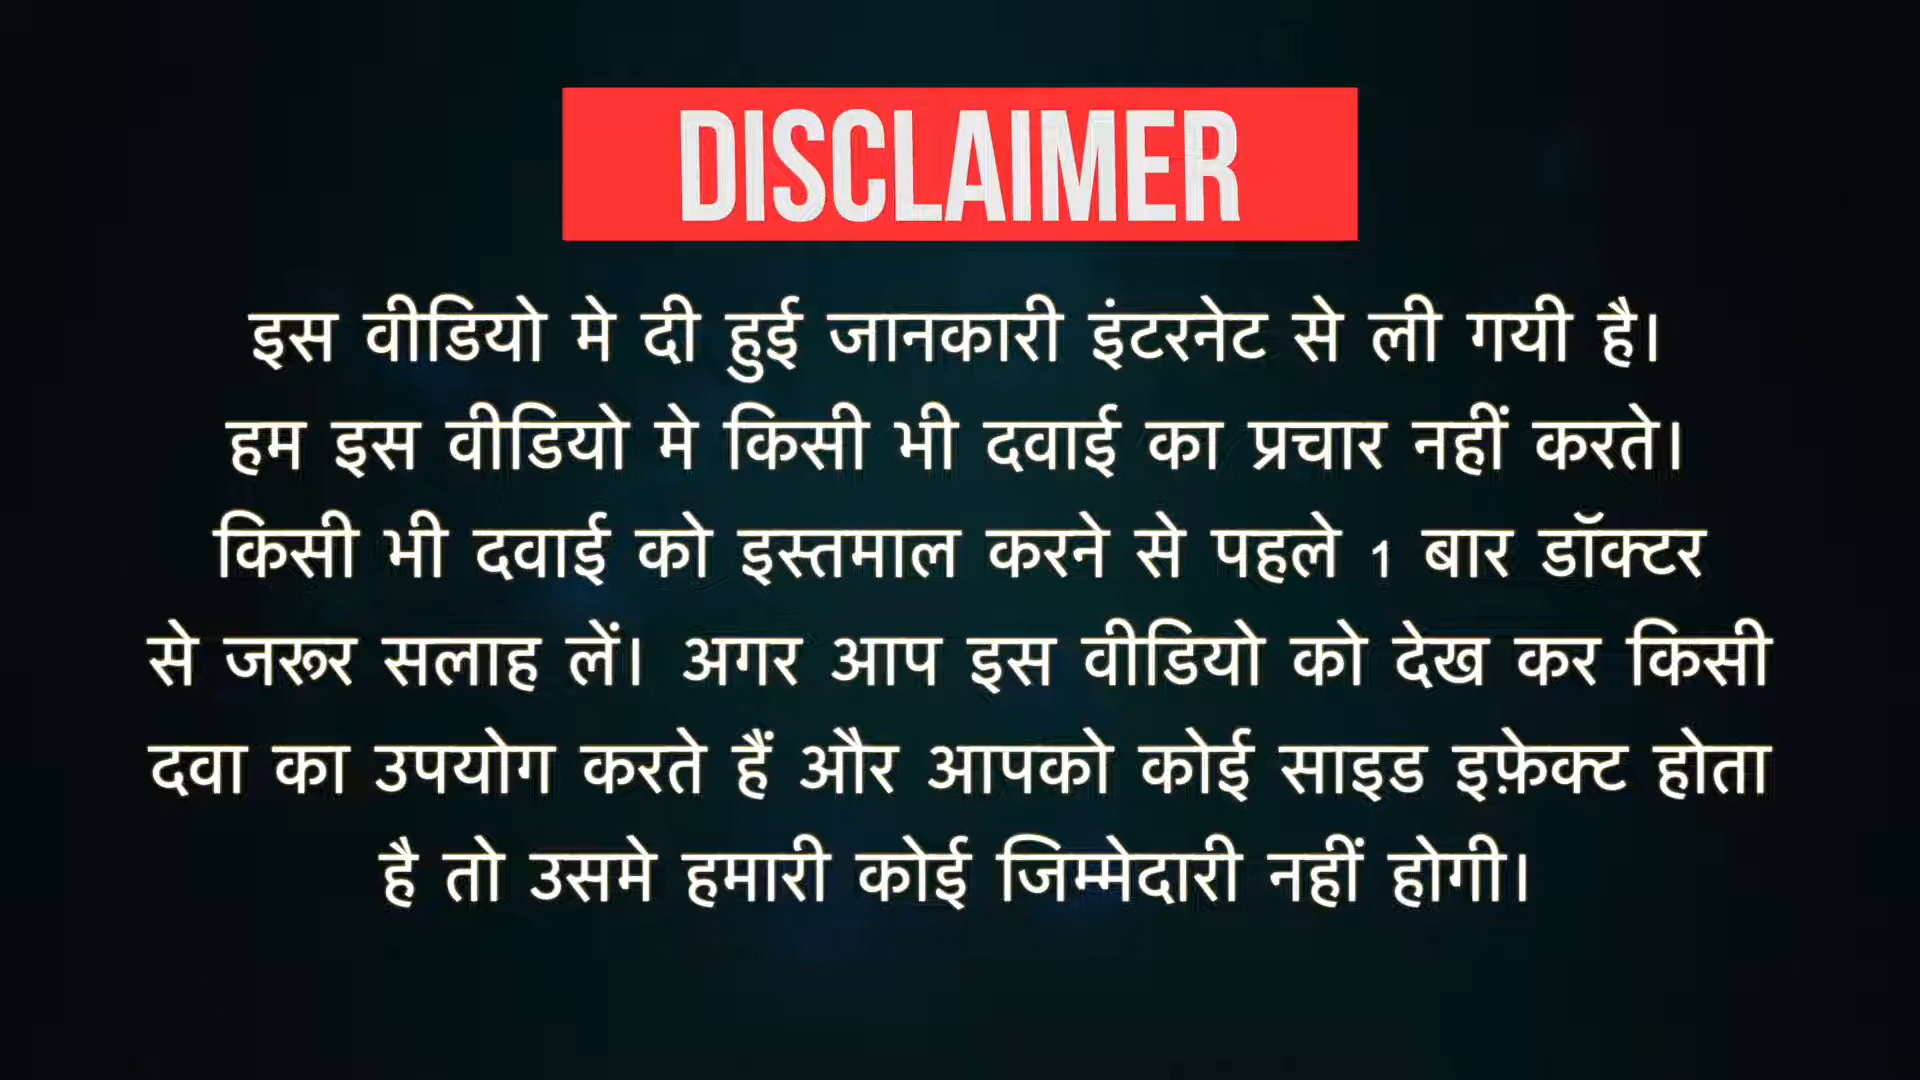 DISCLAIMER
इस वीडियो मे दी हुई जानकारी इंटरनेट से ली गयी है।
हम इस वीडियो मे किसी भी दवाई का प्रचार नहीं करते।
किसी भी दवाई को इस्तमाल करने से पहले 1 बार डॉक्टर
से जरूर सलाह लें। अगर आप इस वीडियो को देख कर किसी
दवा का उपयोग करते हैं और आपको कोई साइड इफ़ेक्ट होता
है तो उसमे हमारी कोई जिम्मेदारी नहीं होगी।